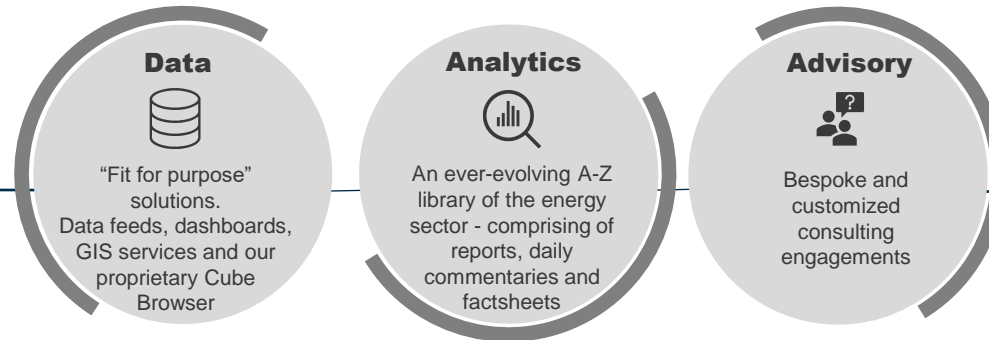 Data
“Fit for purpose”
solutions.
Data feeds, dashboards,
GIS services and our
proprietary Cube
Browser
Analytics
An ever-evolving A-Z
library of the energy
sector - comprising of
reports, daily
commentaries and
factsheets
Advisory
?
Bespoke and
customized
consulting
engagements